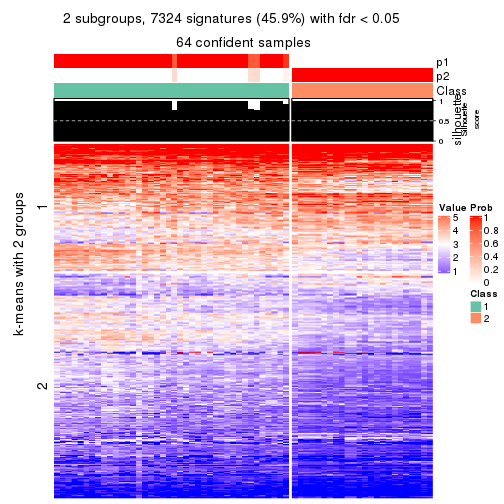 2 subgroups, 7324 signatures (45.9%) with fdr < 0.05
64 confident samples
p1
p2
Class
silhouette
1
0.5
0
Silhouette
score
k-means with 2 groups
1
2
Value
5
4
3
2
1
Prob
1
0.8
0.6
0.4
0.2
0
Class
1
2